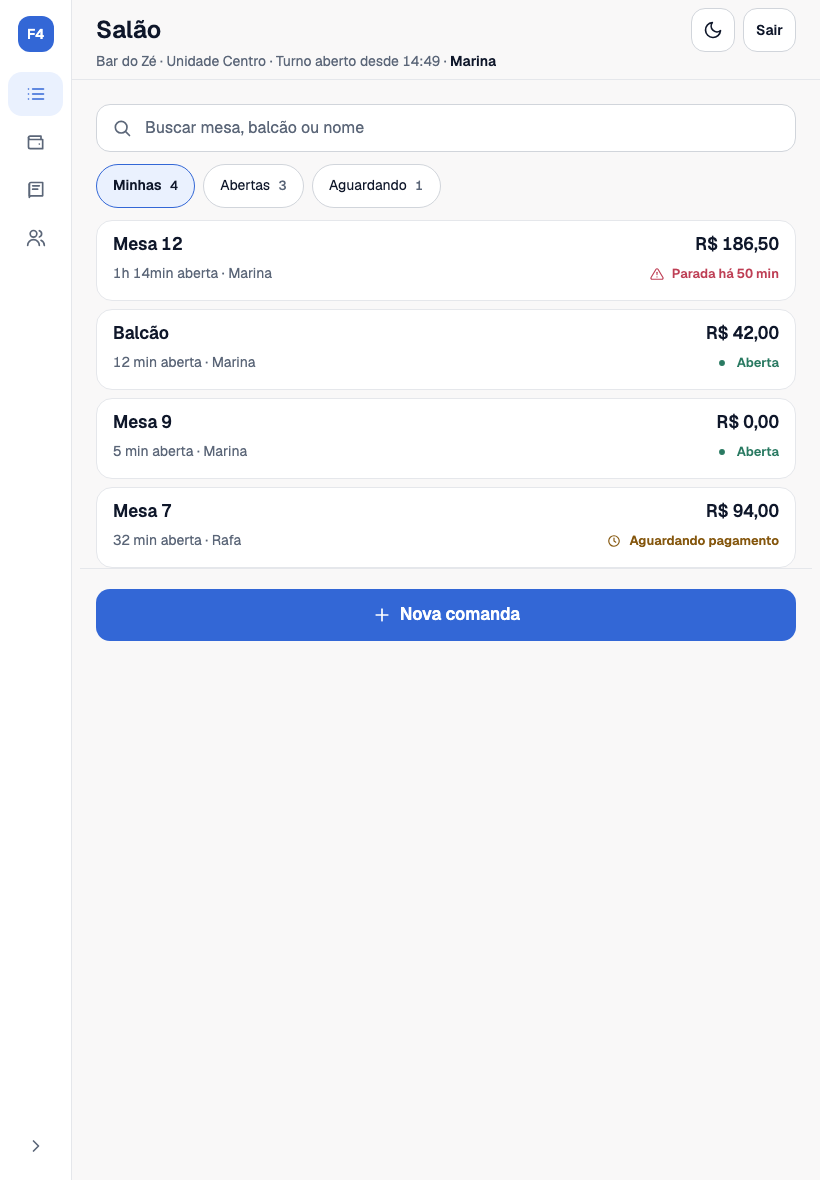 F4
Salão
Sair
Bar do Zé · Unidade Centro · Turno aberto desde 14:49 · Marina
Buscar mesa, balcão ou nome
Minhas 4
Abertas 3
Aguardando 1
Mesa 12
R$ 186,50
1h 14min aberta · Marina
Parada há 50 min
Balcão
R$ 42,00
12 min aberta · Marina
Aberta
Mesa 9
R$ 0,00
5 min aberta · Marina
Aberta
Mesa 7
R$ 94,00
32 min aberta · Rafa
Aguardando pagamento
Nova comanda